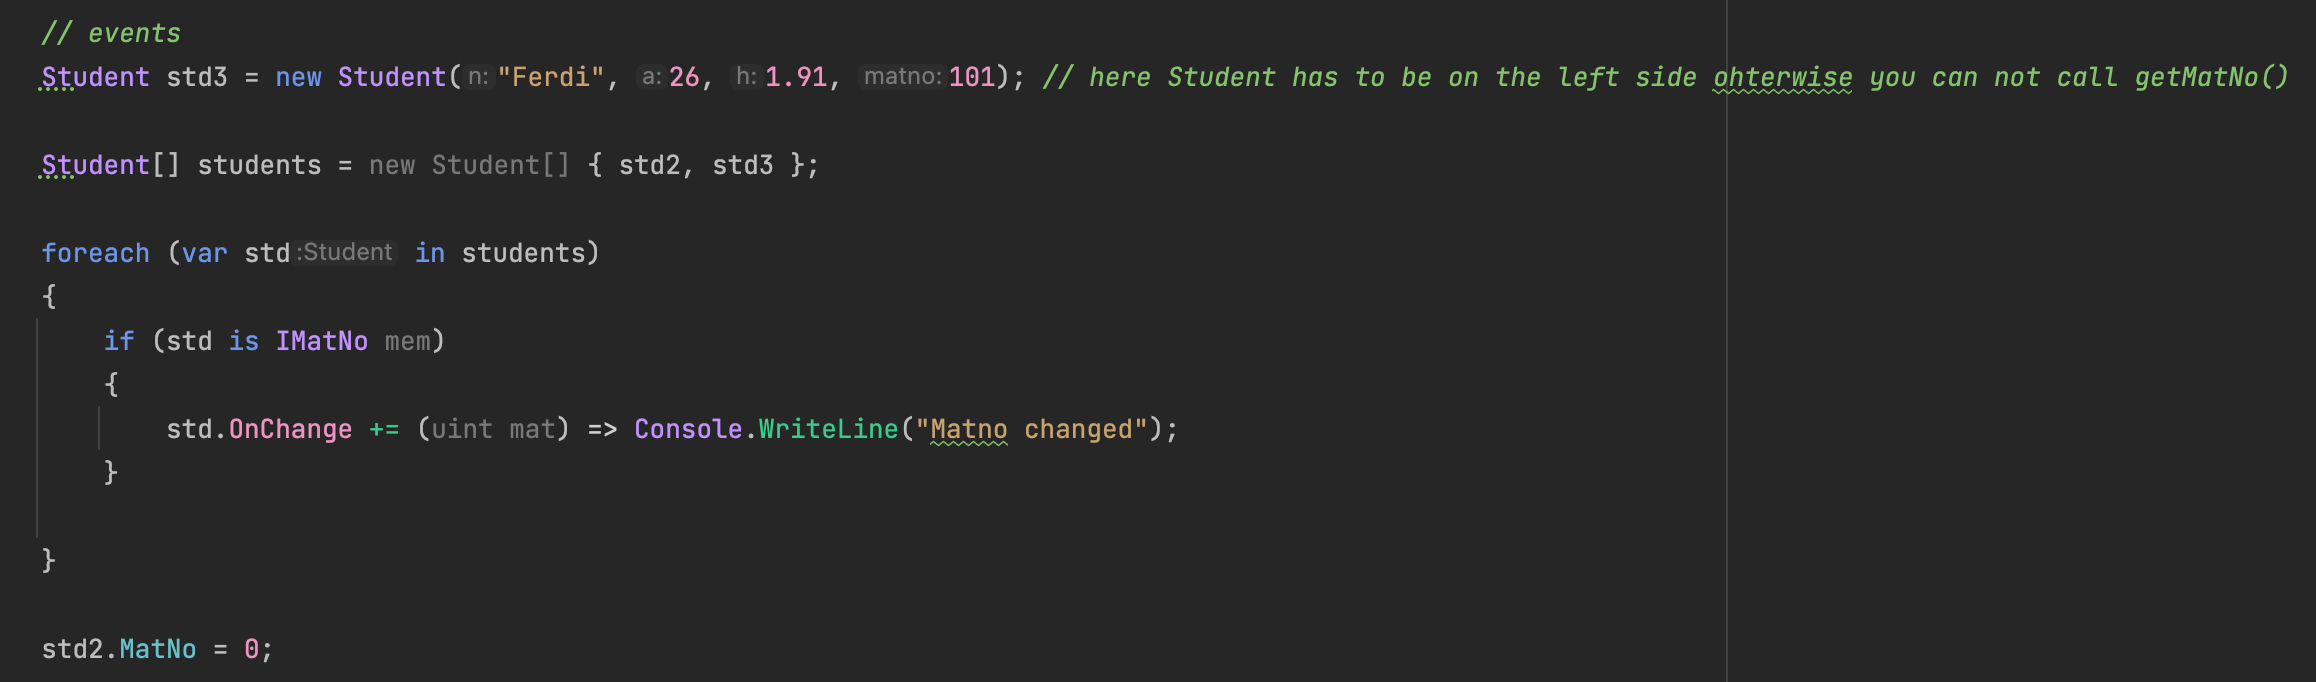 // events
Student std3 = new Student(n:"Ferdi", a:26, h:1.91, matno:101); // here Student has to be on the left side ohterwise you can not call getMatNo()
Student[] students = new Student[] { std2, std3 };
foreach (var std:Student in students)
{
if (std is IMatNo mem)
{
std.OnChange += (uint mat) => Console.WriteLine("Matno changed");
}
}
std2.MatNo = 0;